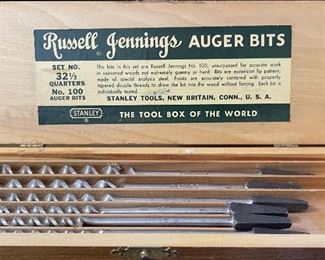 Russell Jennings AUGER BITS
SET NO.
32½
QUARTERS
No. 100
AUGER BITS
The bits in this set are Russell Jennings No. 100, unsurpassed for accurate work
in seasoned woods not extremely gummy or hard. Bits are extension lip pattern;
made of special analysis steel. Points are accurately centered with properly
tapered, double threads to draw the bit into the wood without forcing. Each bit is
individually tested.
STANLEY TOOLS, NEW BRITAIN, CONN., U. S. A.
STANLEY
®
THE TOOL BOX OF THE WORLD